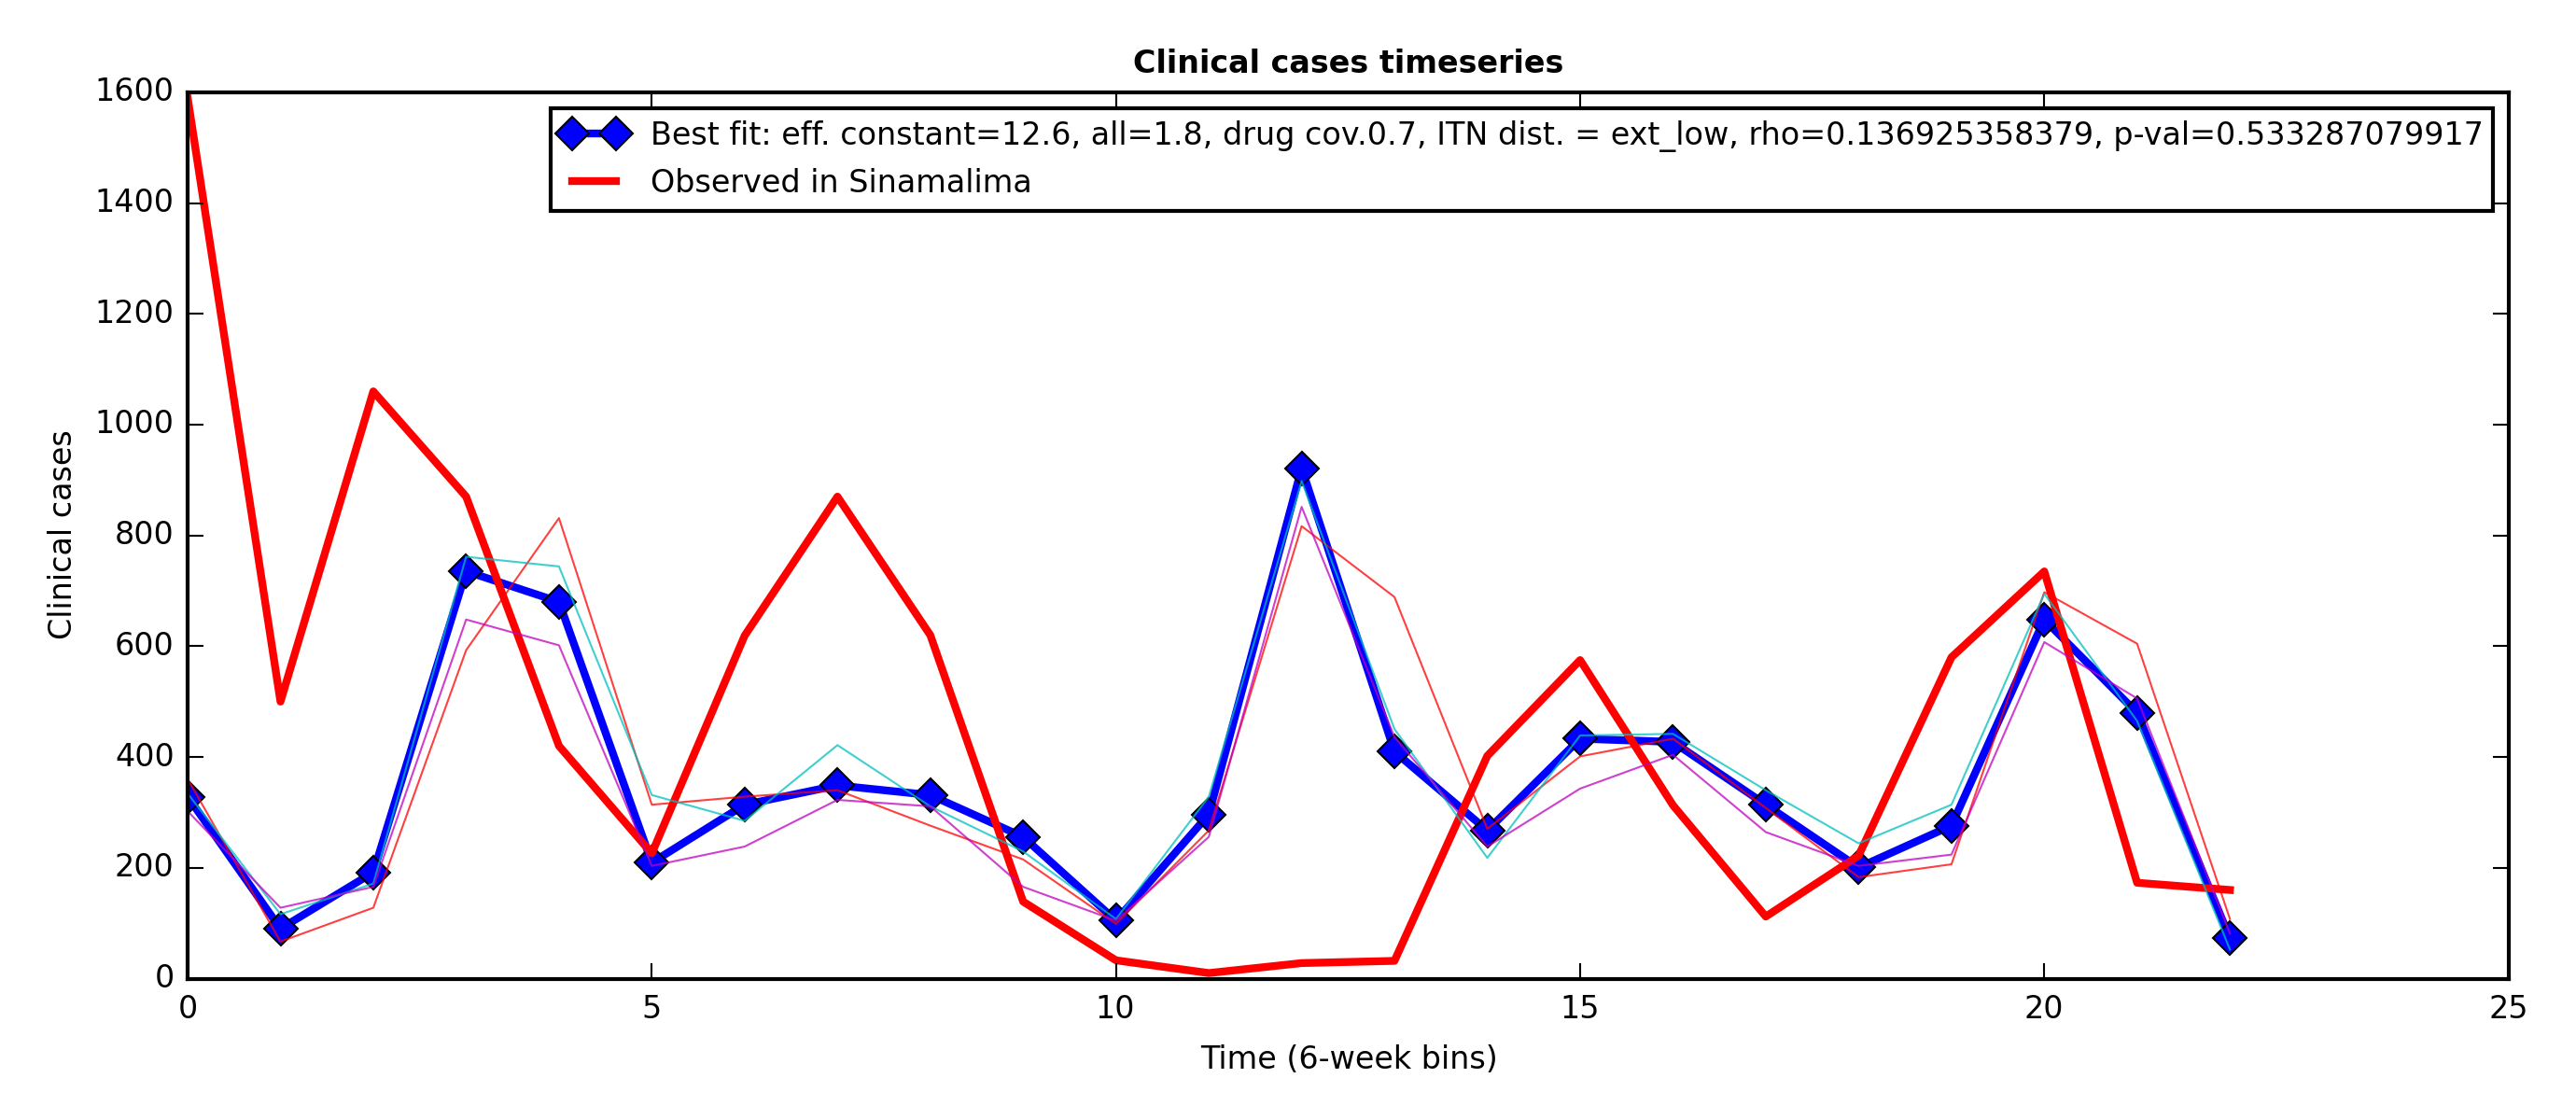 Clinical cases timeseries
Best fit: eff. constant=12.6, all=1.8, drug cov.0.7, ITN dist. = ext_low, rho=0.136925358379, p-val=0.533287079917
Observed in Sinamalima
1600
1400
1200
1000
800
600
400
200
0
Clinical cases
0 5 10 15 20 25
Time (6-week bins)